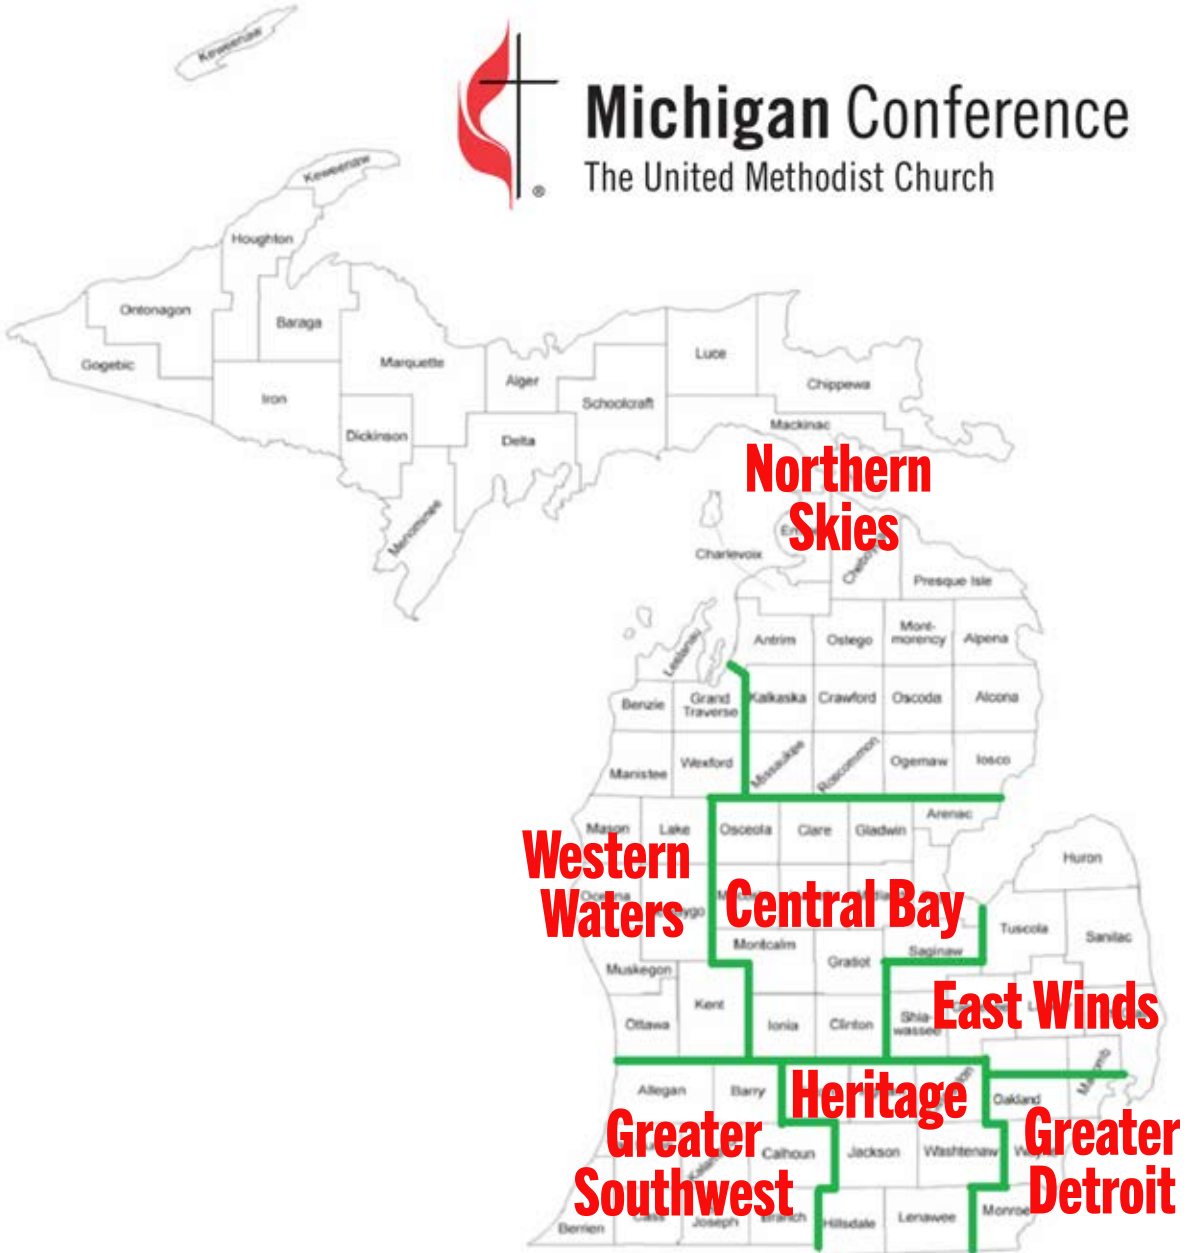 Keweenaw
Michigan Conference
The United Methodist Church
®
Keweenaw
Houghton
Ontonagon
Baraga
Gogebic
Marquette
Iron
Alger
Luce
Chippewa
Schoolcraft
Dickinson
Delta
Mackinac
Menominee
Northern
Skies
Charlevoix
Presque Isle
Antrim
Ostego
Mont-
morency
Alpena
Leelanau
Benzie
Grand
Traverse
Kalkaska
Crawford
Oscoda
Alcona
Manistee
Wexford
Missaukee
Roscommon
Ogemaw
Iosco
Mason
Lake
Osceola
Clare
Gladwin
Arenac
Huron
Western
Waters
Central Bay
Montcalm
Gratiot
Saginaw
Tuscola
Sanilac
Muskegon
Kent
Ottawa
Ionia
Clinton
Shia-
wassee
East Winds
Allegan
Barry
Heritage
Oakland
Greater
Southwest
Calhoun
Jackson
Washtenaw
Greater
Detroit
Berrien
Cass
Joseph
Branch
Hillsdale
Lenawee
Monroe